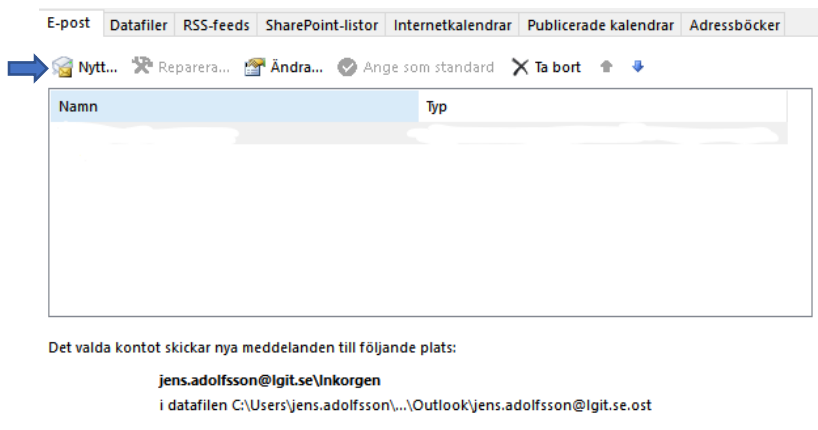 E-post Datafiler RSS-feeds SharePoint-listor Internetkalendrar Publicerade kalendrar Adressböcker
Nytt... Reparera... Ändra... Ange som standard Ta bort
Namn Typ
Det valda kontot skickar nya meddelanden till följande plats:
jens.adolfsson@lgit.se\Inkorgen
i datafilen C:\Users\jens.adolfsson\...\Outlook\jens.adolfsson@lgit.se.ost